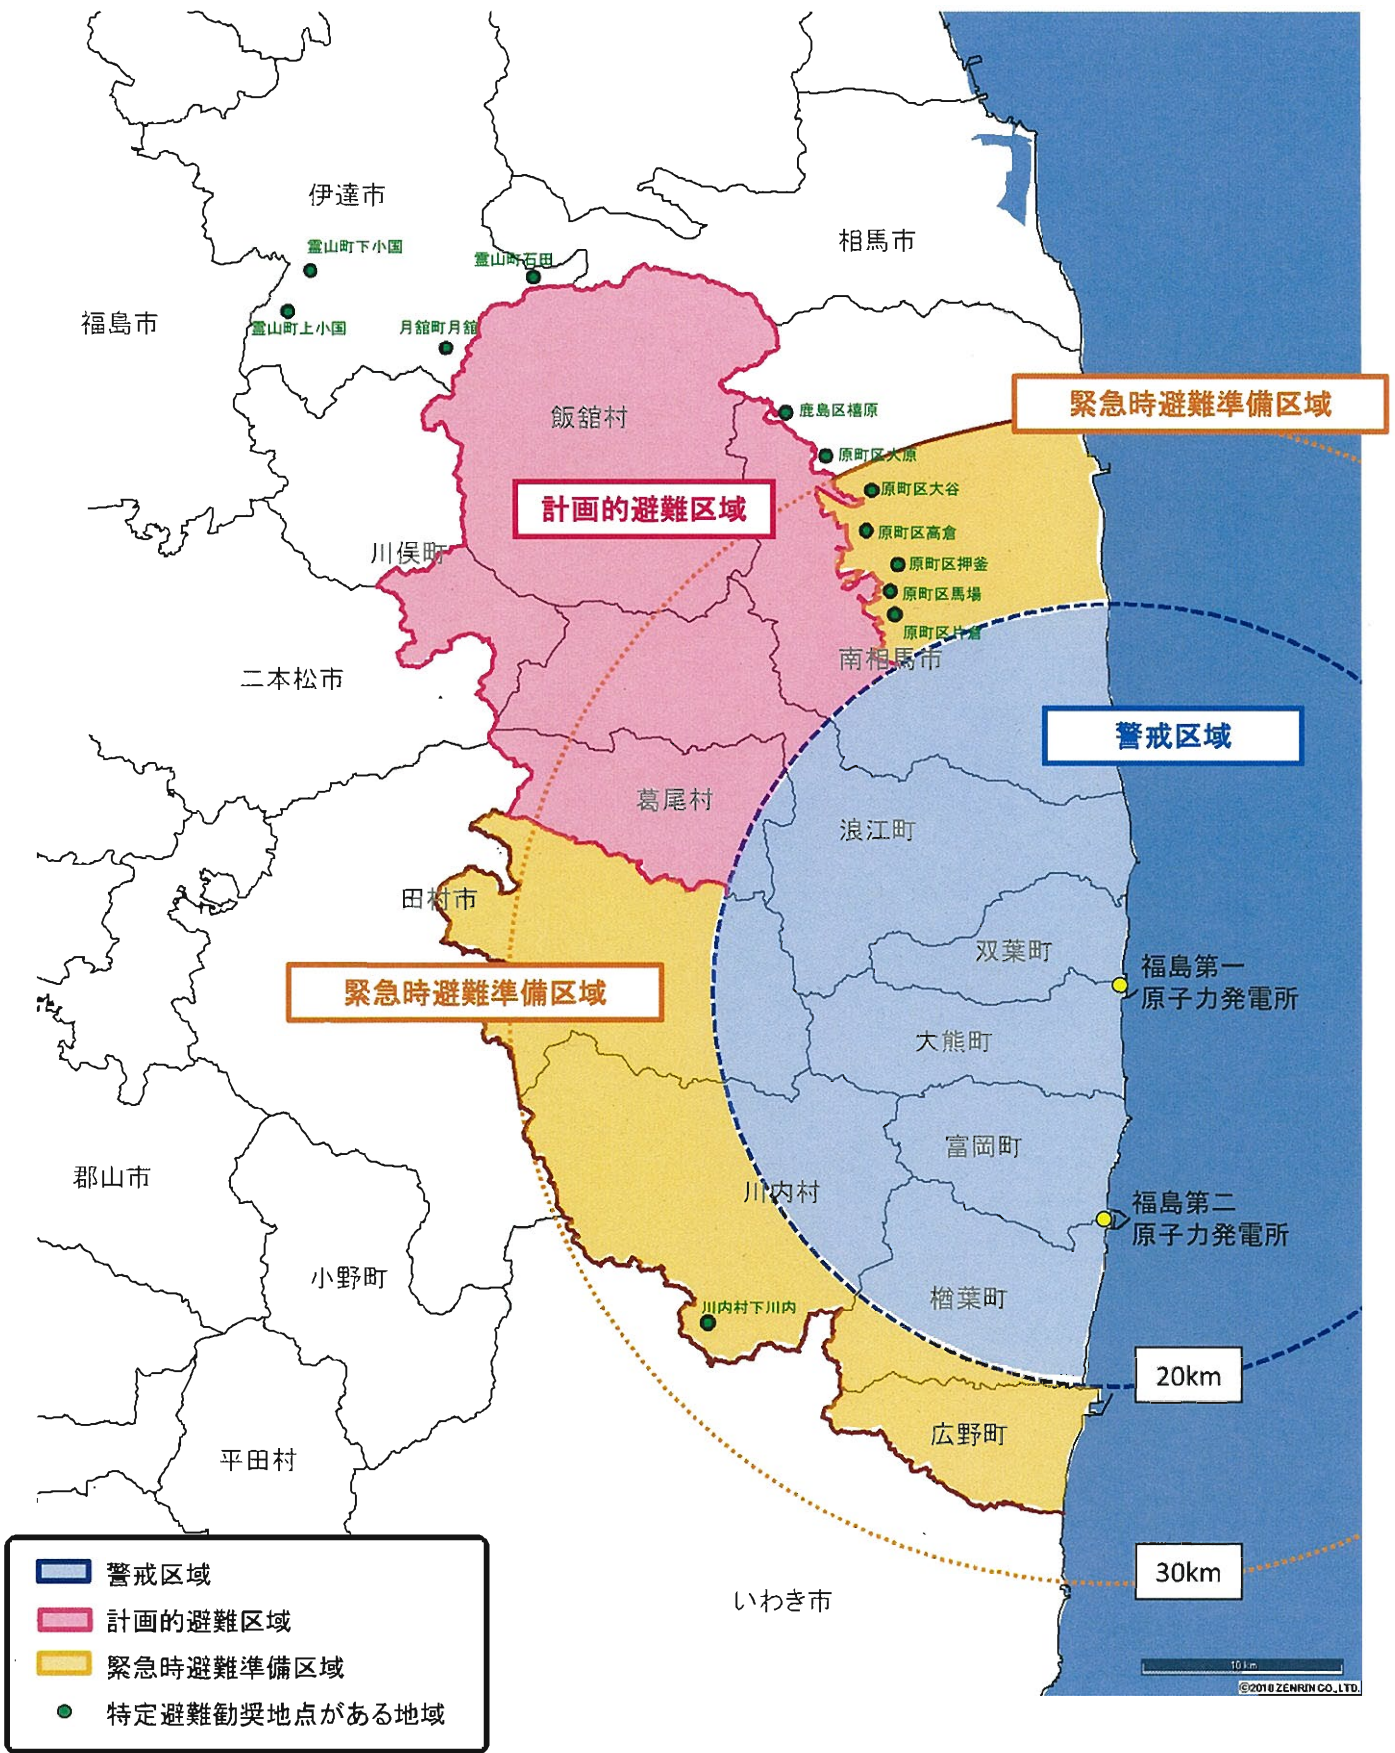 伊達市
霊山町下小国
霊山町石田
相馬市
福島市
霊山町上小国
月舘町月舘
緊急時避難準備区域
飯舘村
鹿島区橲原
原町区大原
計画的避難区域
原町区大谷
原町区高倉
川俣町
原町区押釜
原町区馬場
原町区片倉
南相馬市
二本松市
警戒区域
葛尾村
浪江町
田村市
双葉町
福島第一
原子力発電所
緊急時避難準備区域
大熊町
富岡町
郡山市
川内村
福島第二
原子力発電所
小野町
楢葉町
川内村下川内
20km
広野町
平田村
30km
いわき市
警戒区域
計画的避難区域
緊急時避難準備区域
特定避難勧奨地点がある地域
10 km
©2010 ZENRIN CO., LTD.